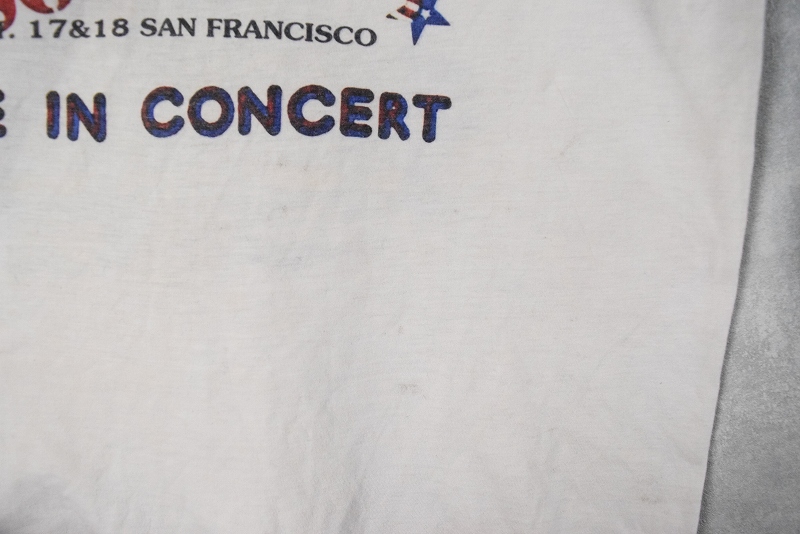 . 17&18 SAN FRANCISCO
E IN CONCERT